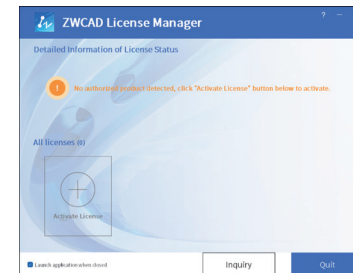 ZWCAD License Manager
? −
Detailed Information of License Status
! No authorized product detected, click "Activate License" button below to activate.
All licenses (0)
Activate License
Launch application when closed
Inquiry
Quit